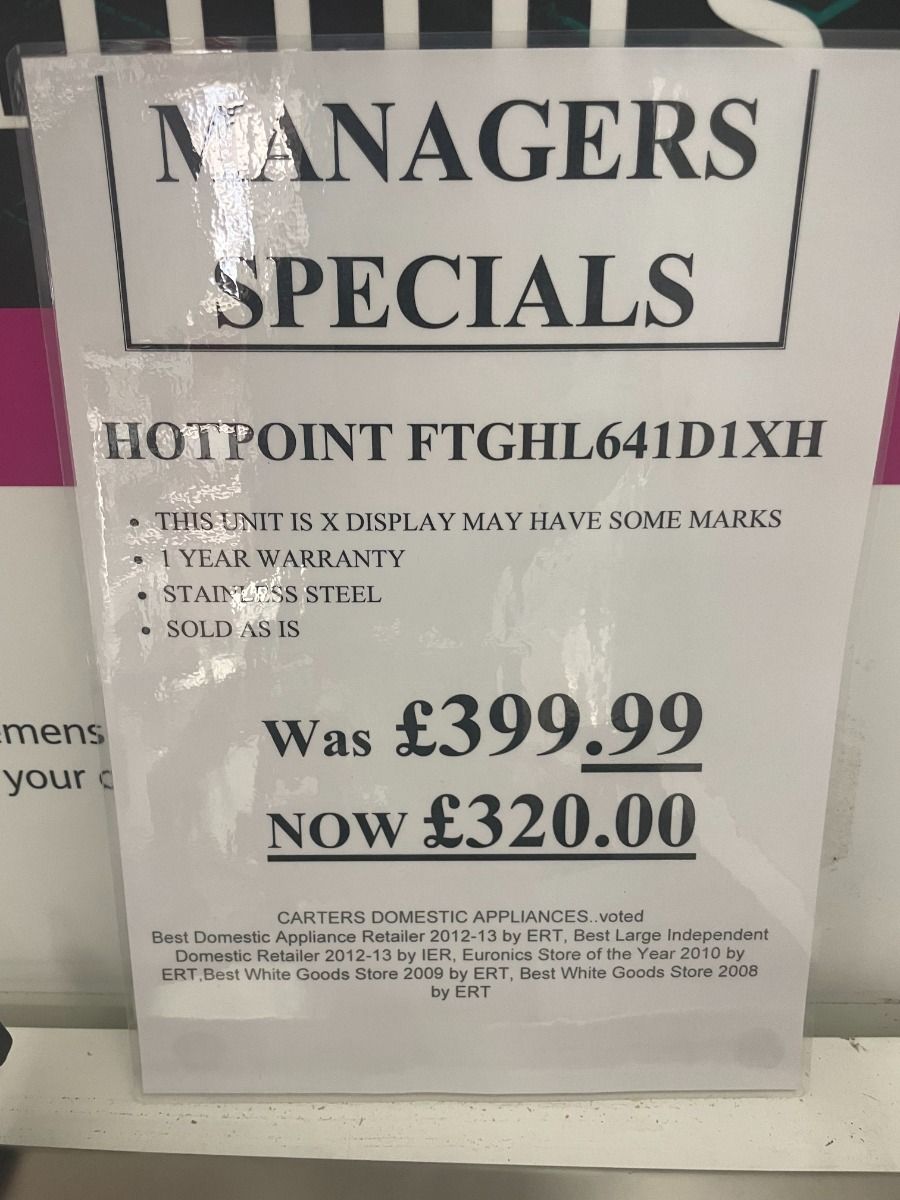 MANAGERS
SPECIALS
HOTPOINT FTGHL641D1XH
• THIS UNIT IS X DISPLAY MAY HAVE SOME MARKS
• 1 YEAR WARRANTY
• STAINLESS STEEL
• SOLD AS IS
Was £399.99
NOW £320.00
CARTERS DOMESTIC APPLIANCES..voted
Best Domestic Appliance Retailer 2012-13 by ERT, Best Large Independent
Domestic Retailer 2012-13 by IER, Euronics Store of the Year 2010 by
ERT,Best White Goods Store 2009 by ERT, Best White Goods Store 2008
by ERT
emens
your